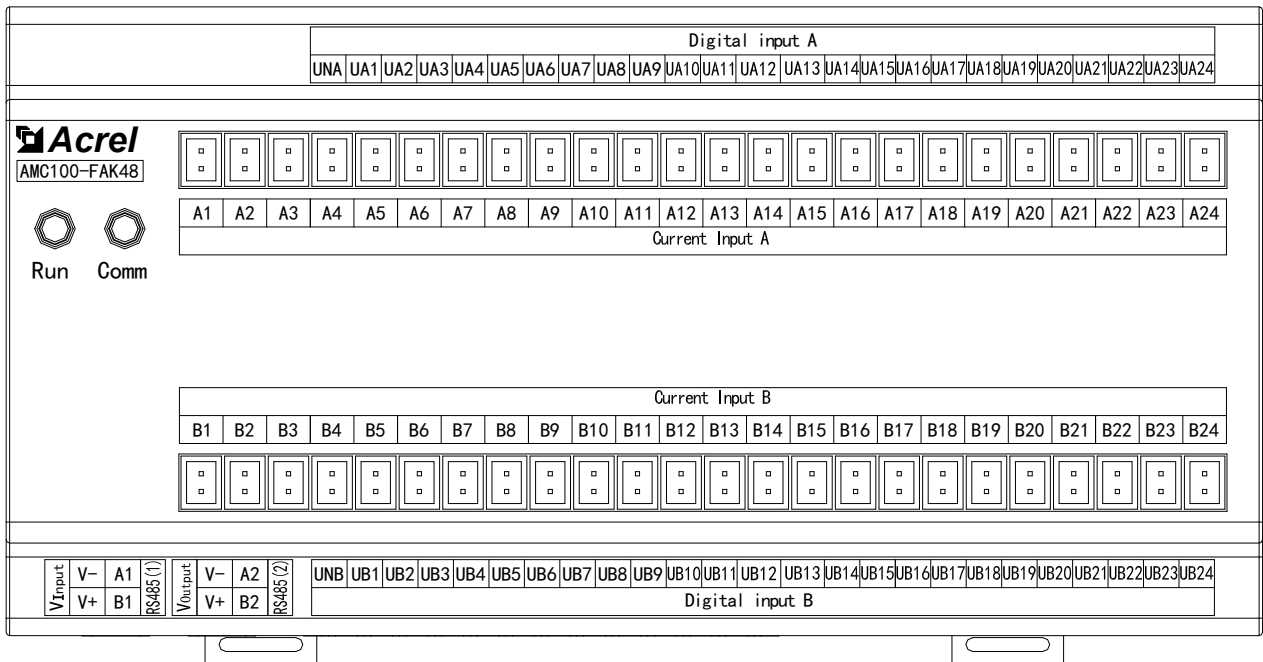 Digital input A
UNA UA1 UA2 UA3 UA4 UA5 UA6 UA7 UA8 UA9 UA10 UA11 UA12 UA13 UA14 UA15 UA16 UA17 UA18 UA19 UA20 UA21 UA22 UA23 UA24
Acrel
AMC100-FAK48
A1 A2 A3 A4 A5 A6 A7 A8 A9 A10 A11 A12 A13 A14 A15 A16 A17 A18 A19 A20 A21 A22 A23 A24
Current Input A
Run Comm
Current Input B
B1 B2 B3 B4 B5 B6 B7 B8 B9 B10 B11 B12 B13 B14 B15 B16 B17 B18 B19 B20 B21 B22 B23 B24
VInput V- A1 RS485(1) VOutput V- A2 RS485(2) UNB UB1 UB2 UB3 UB4 UB5 UB6 UB7 UB8 UB9 UB10 UB11 UB12 UB13 UB14 UB15 UB16 UB17 UB18 UB19 UB20 UB21 UB22 UB23 UB24
V+ B1 V+ B2 Digital input B